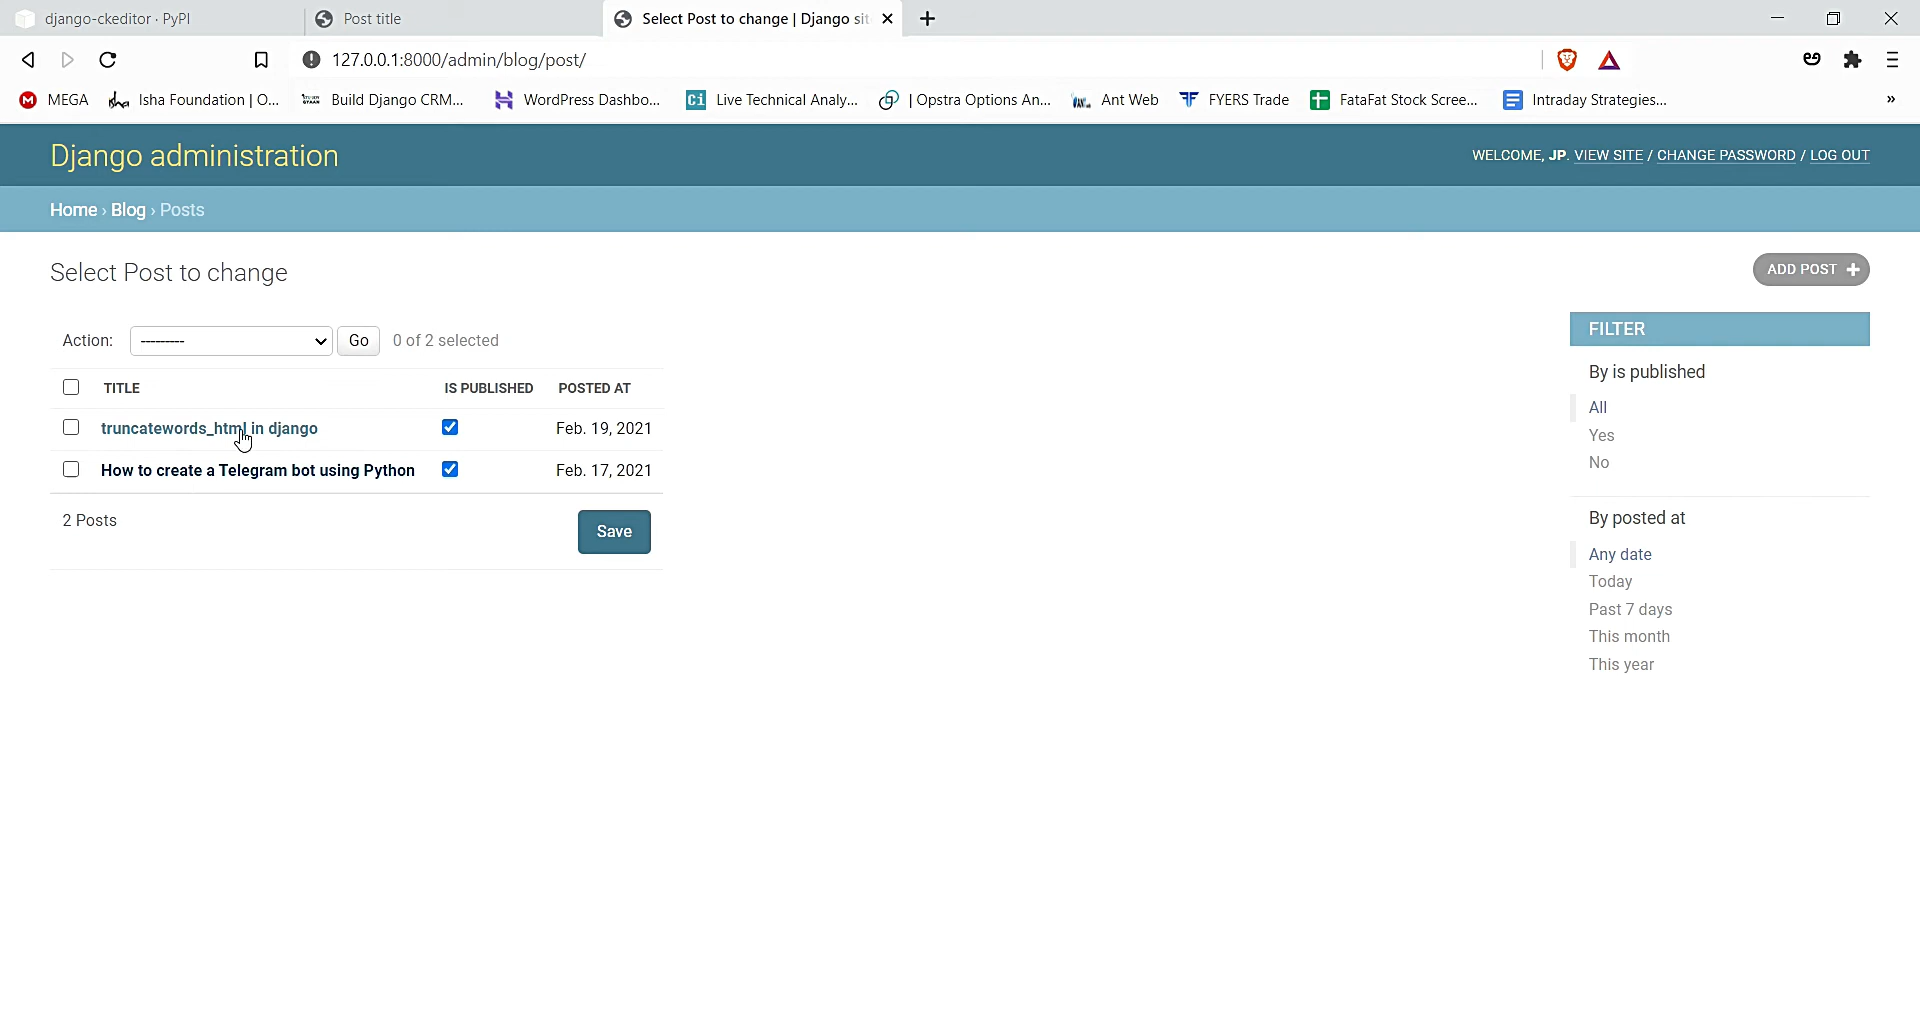 django-ckeditor · PyPI
Post title
Select Post to change | Django sit
127.0.0.1:8000/admin/blog/post/
MEGA
Isha Foundation | O...
Build Django CRM...
WordPress Dashbo...
Ci Live Technical Analy...
| Opstra Options An...
Ant Web
FYERS Trade
FataFat Stock Scree...
Intraday Strategies...
»
Django administration
WELCOME, JP. VIEW SITE / CHANGE PASSWORD / LOG OUT
Home › Blog › Posts
Select Post to change
ADD POST +
Action: --------- Go 0 of 2 selected
TITLE IS PUBLISHED POSTED AT
truncatewords_html in django Feb. 19, 2021
How to create a Telegram bot using Python Feb. 17, 2021
2 Posts
Save
FILTER
By is published
All
Yes
No
By posted at
Any date
Today
Past 7 days
This month
This year